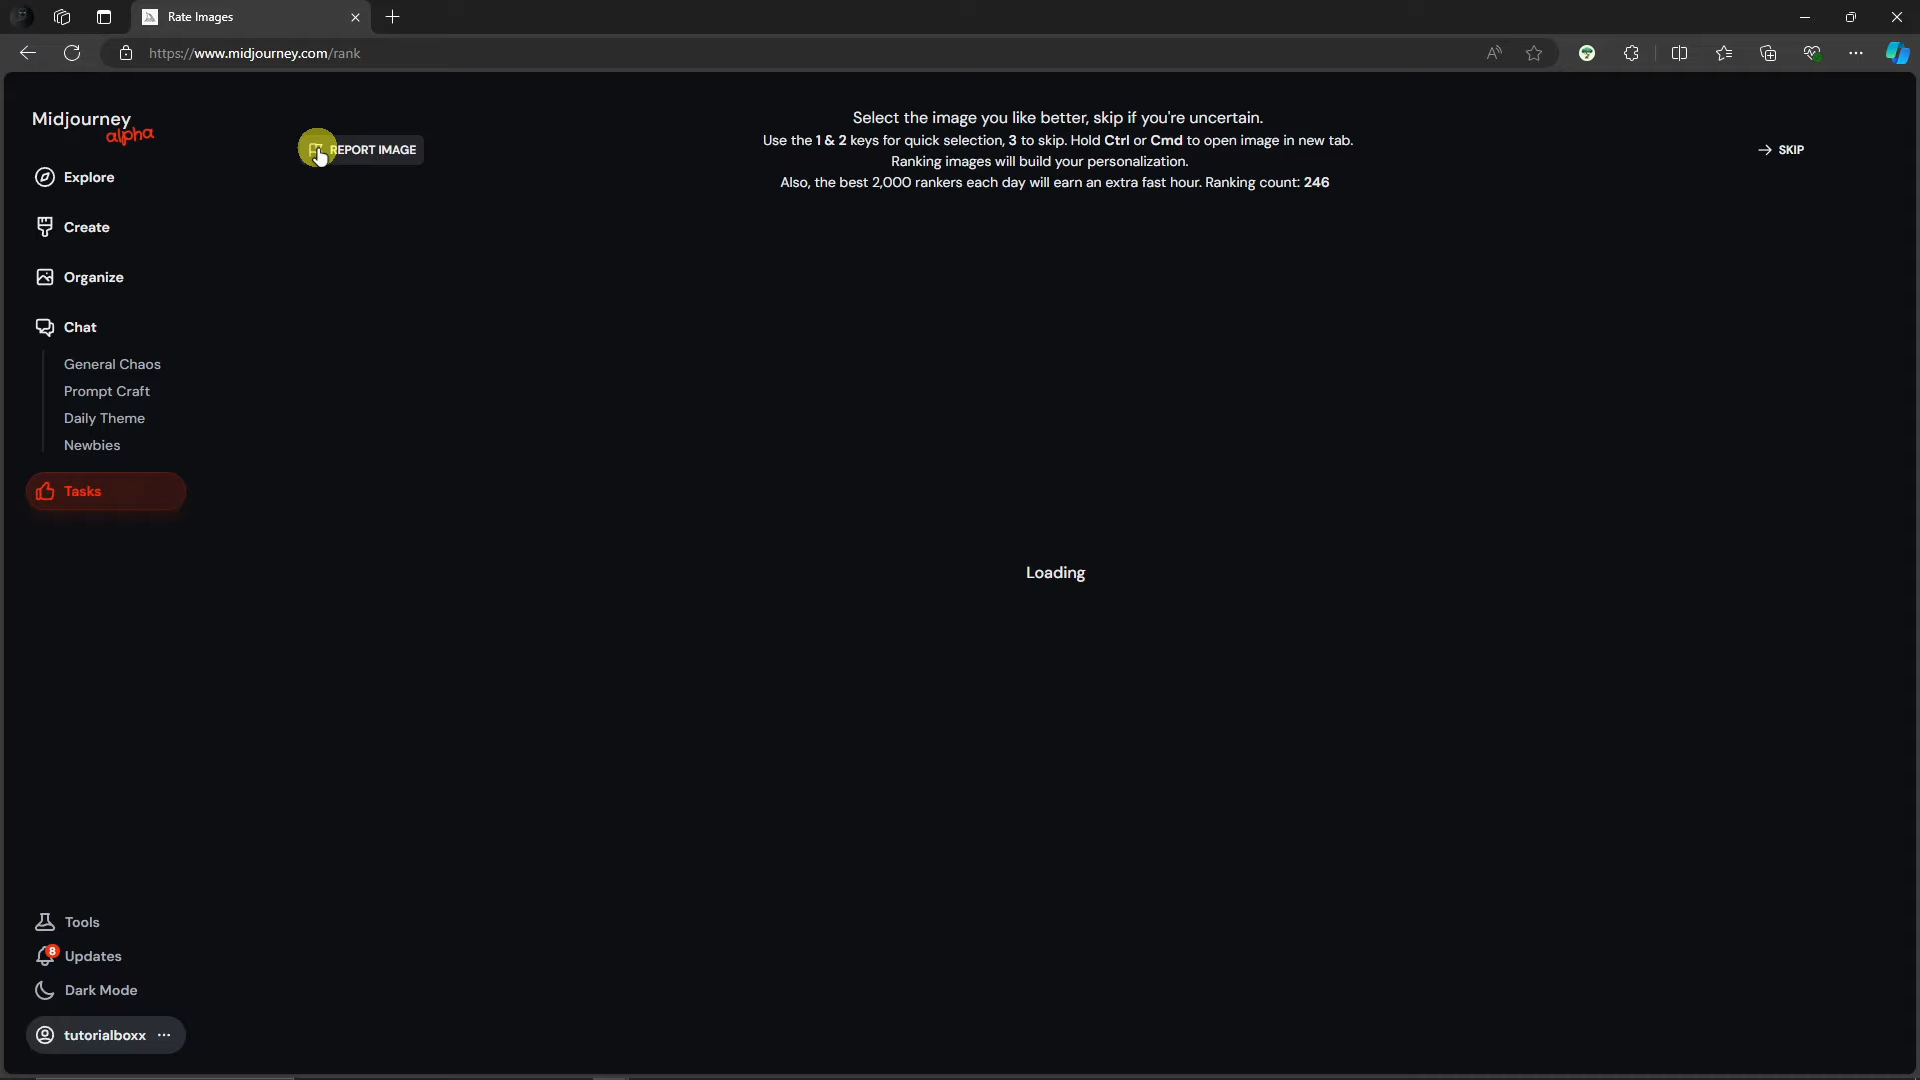 Rate Images
https://www.midjourney.com/rank
Midjourney
alpha
Explore
Create
Organize
Chat
General Chaos
Prompt Craft
Daily Theme
Newbies
Tasks
REPORT IMAGE
Select the image you like better, skip if you're uncertain.
Use the 1 & 2 keys for quick selection, 3 to skip. Hold Ctrl or Cmd to open image in new tab.
Ranking images will build your personalization.
Also, the best 2,000 rankers each day will earn an extra fast hour. Ranking count: 246
SKIP
Loading
Tools
8
Updates
Dark Mode
tutorialboxx